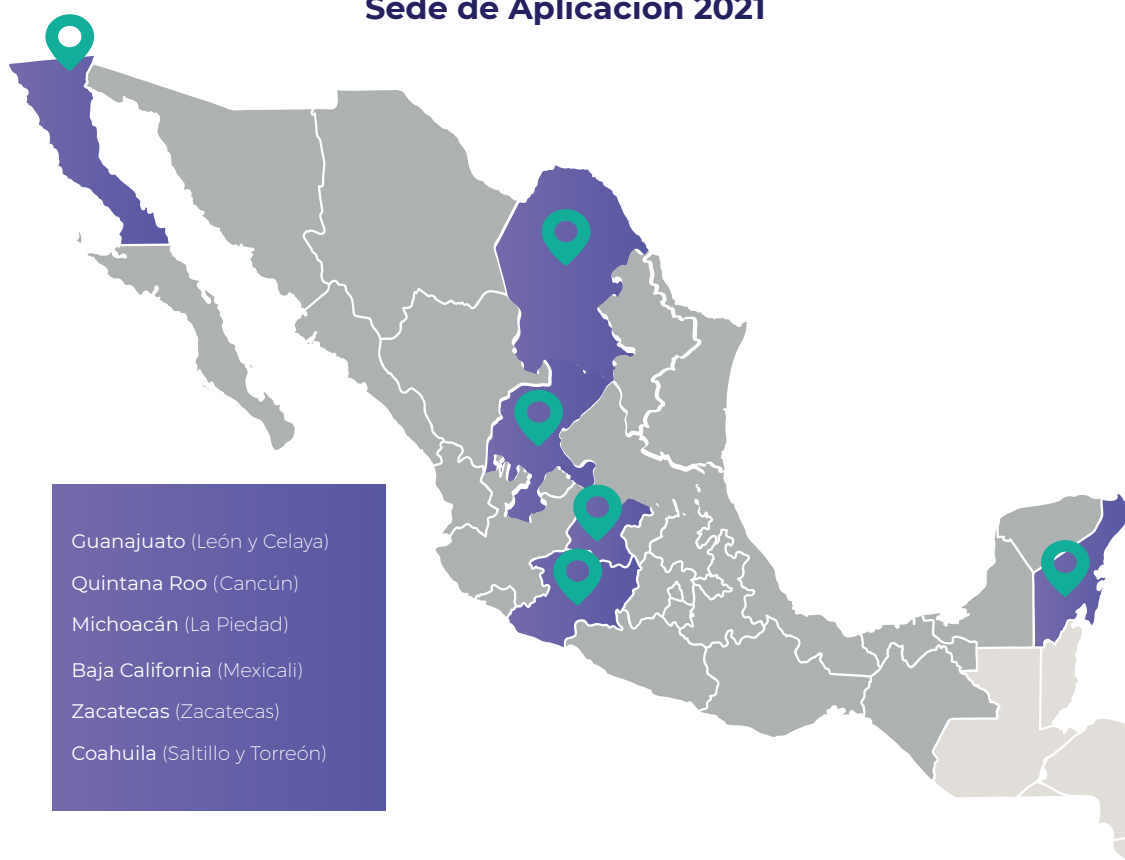 Sede de Aplicación 2021
Guanajuato (León y Celaya)
Quintana Roo (Cancún)
Michoacán (La Piedad)
Baja California (Mexicali)
Zacatecas (Zacatecas)
Coahuila (Saltillo y Torreón)